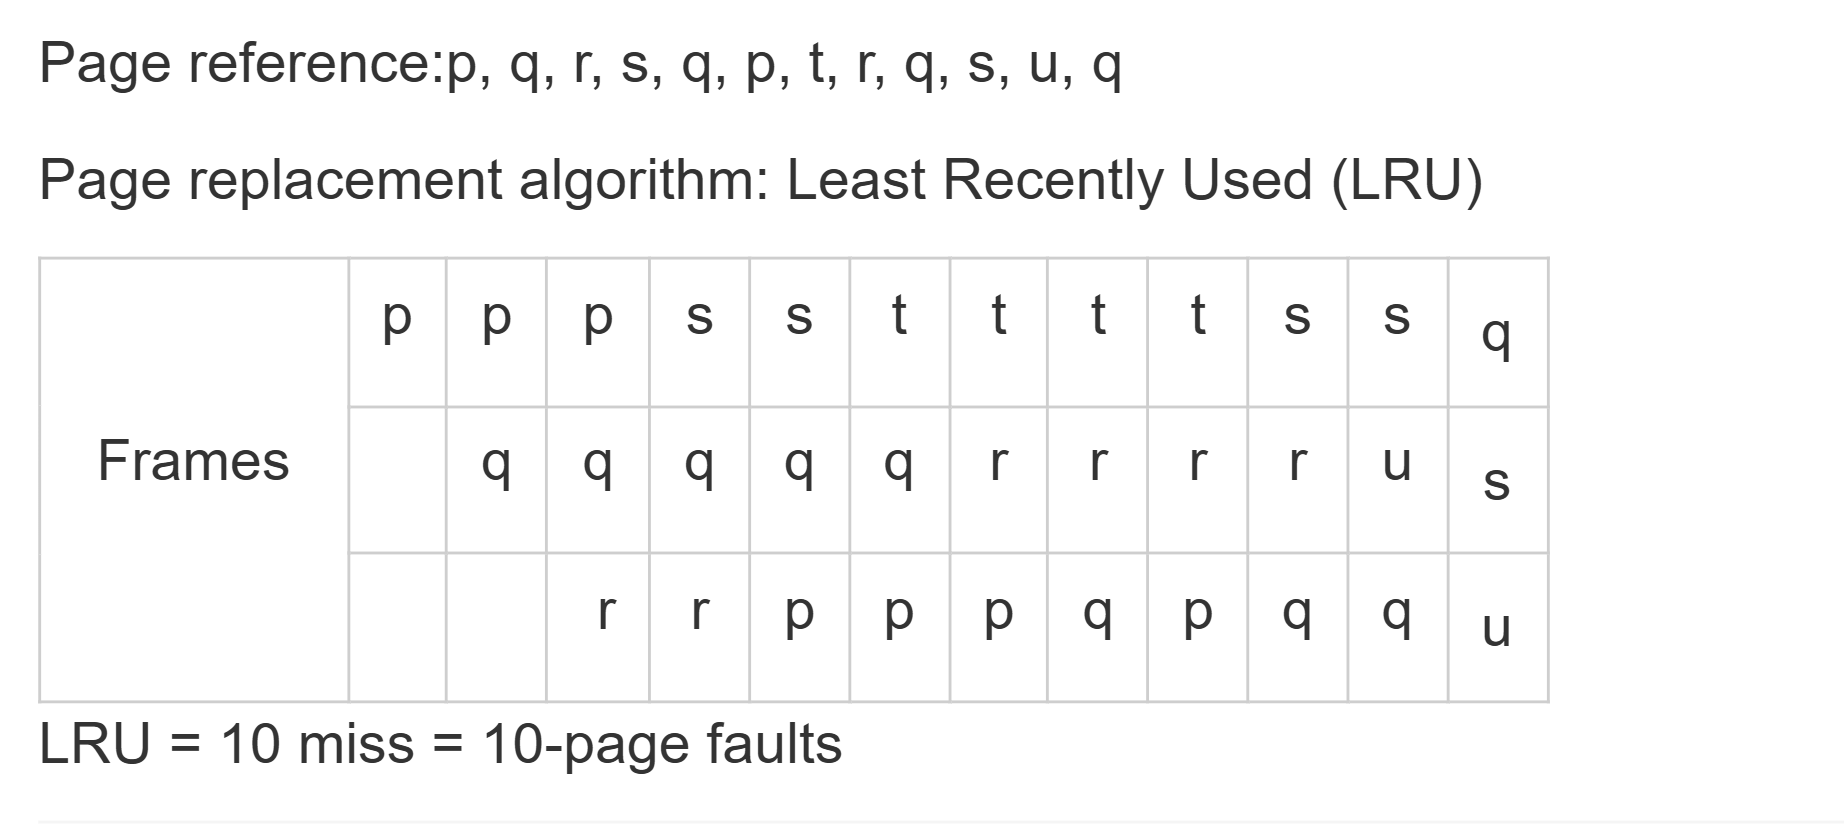 Page reference:p, q, r, s, q, p, t, r, q, s, u, q
Page replacement algorithm: Least Recently Used (LRU)
p p p s s t t t t s s q
Frames q q q q q r r r r u s
r r p p p q p q q u
LRU = 10 miss = 10-page faults